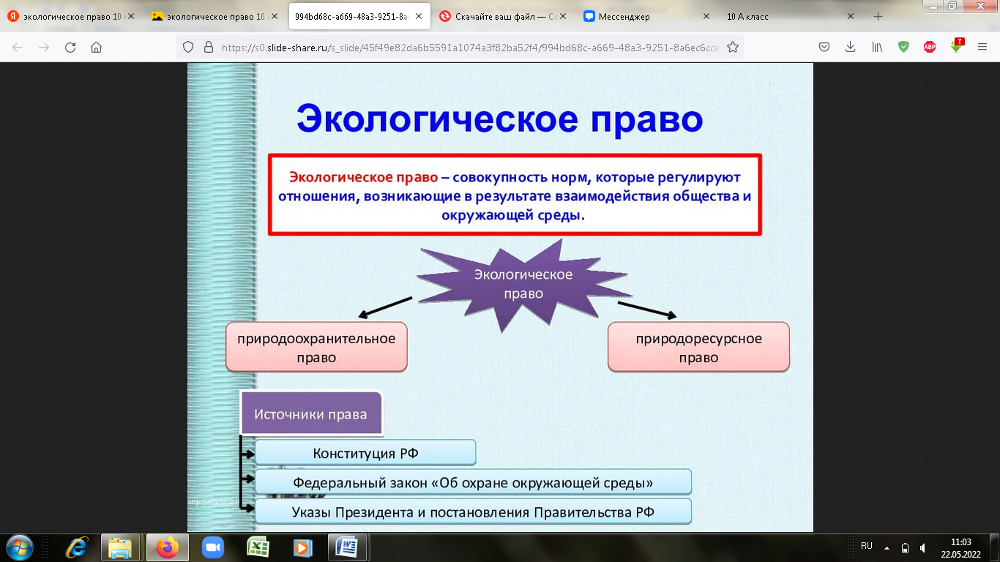 экологическое право 10
экологическое право 10
994bd68c-a669-48a3-9251-8a
Скачайте ваш файл — Co
Мессенджер
10 А класс
https://s0.slide-share.ru/s_slide/45f49e82da6b5591a1074a3f82ba52f4/994bd68c-a669-48a3-9251-8a6ec6cce
ABP
?
Экологическое право
Экологическое право – совокупность норм, которые регулируют
отношения, возникающие в результате взаимодействия общества и
окружающей среды.
Экологическое
право
природоохранительное
право
природоресурсное
право
Источники права
Конституция РФ
Федеральный закон «Об охране окружающей среды»
Указы Президента и постановления Правительства РФ
RU
11:03
22.05.2022